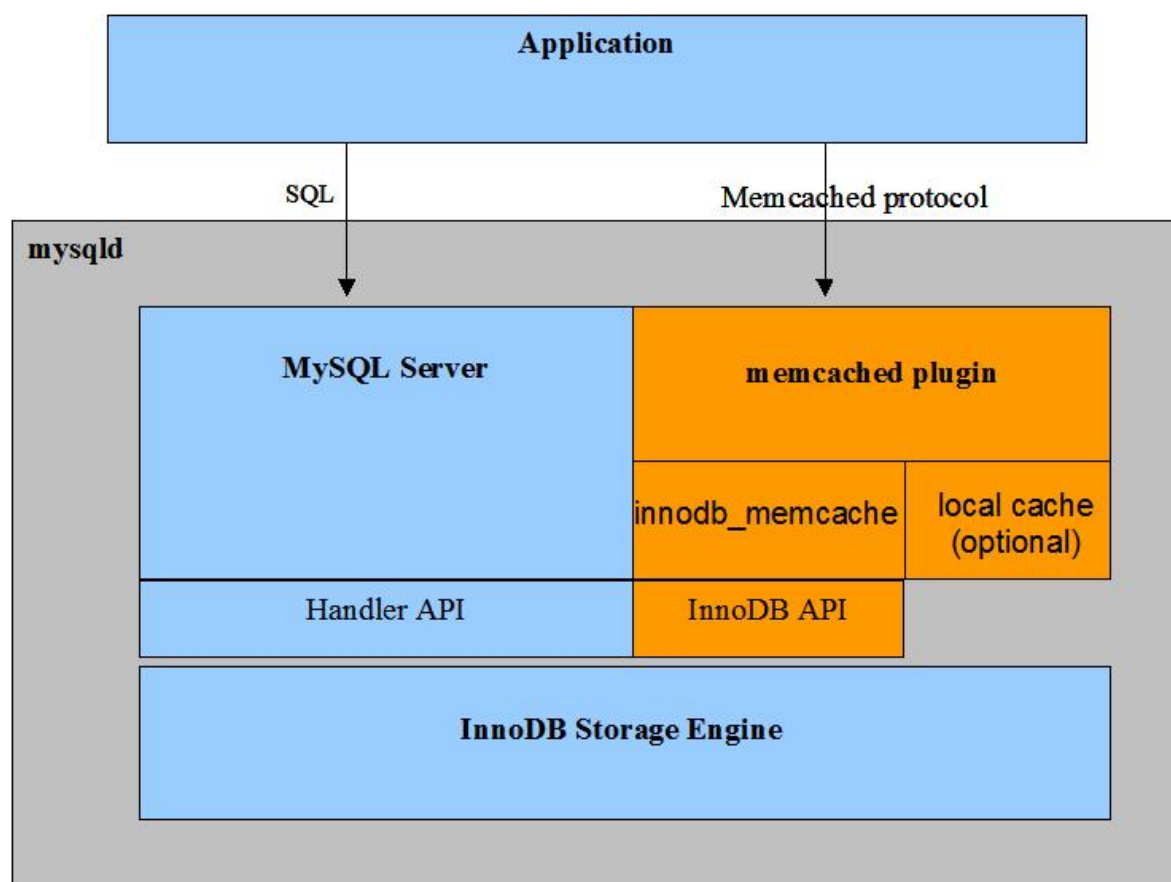 Application
SQL
Memcached protocol
mysqld
MySQL Server
memcached plugin
innodb_memcache
local cache
(optional)
Handler API
InnoDB API
InnoDB Storage Engine